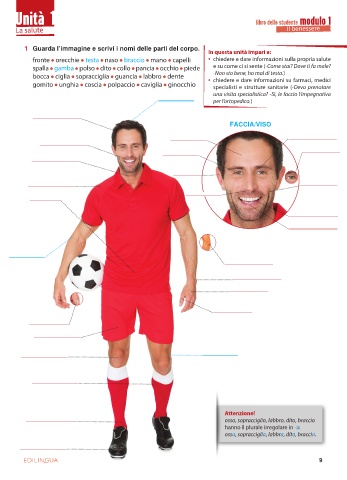 Unità 1
La salute
libro dello studente modulo 1
Il benessere
1 Guarda l'immagine e scrivi i nomi delle parti del corpo.
fronte • orecchie • testa • naso • braccio • mano • capelli
spalla • gamba • polso • dito • collo • pancia • occhio • piede
bocca • ciglia • sopracciglia • guancia • labbro • dente
gomito • unghia • coscia • polpaccio • caviglia • ginocchio
In questa unità impari a:
• chiedere e dare informazioni sulla propria salute
e su come ci si sente (-Come stai? Dove ti fa male?
-Non sto bene, ho mal di testa.)
• chiedere e dare informazioni su farmaci, medici
specialisti e strutture sanitarie (-Devo prenotare
una visita specialistica? -Sì, le faccio l'impegnativa
per l'ortopedico.)
FACCIA/VISO
Attenzione!
osso, sopracciglio, labbro, dito, braccio
hanno il plurale irregolare in -a:
ossa, sopracciglia, labbra, dita, braccia.
EDILINGUA
9